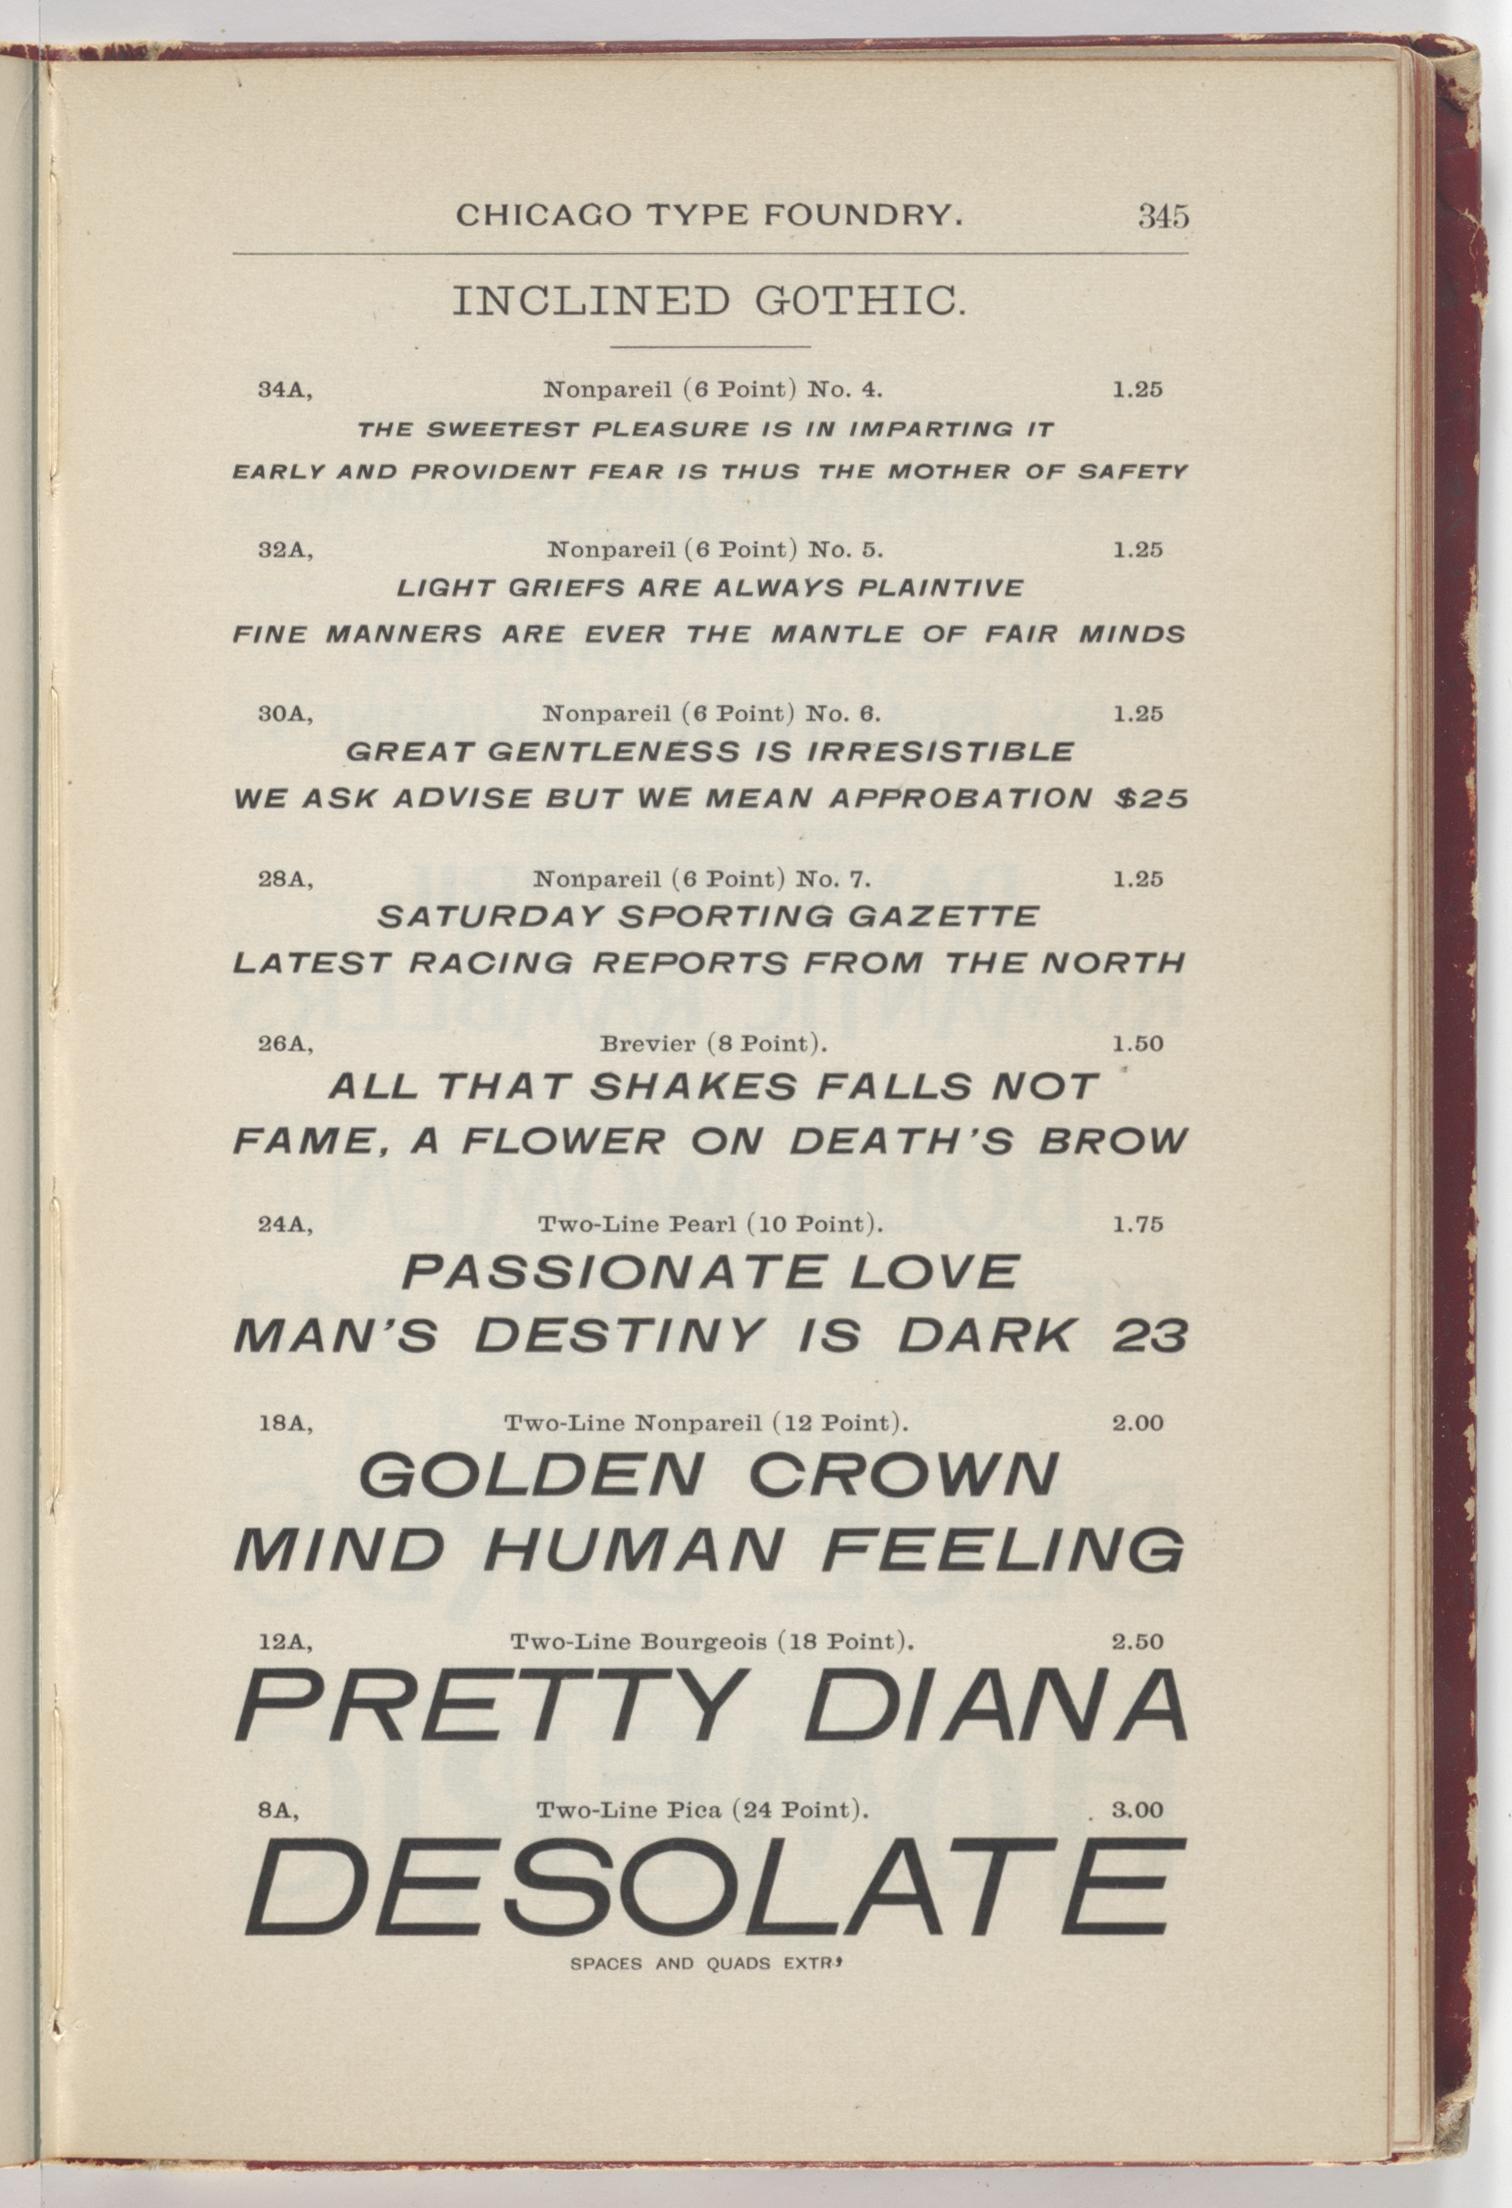 CHICAGO TYPE FOUNDRY. 345
INCLINED GOTHIC.
34A, Nonpareil (6 Point) No. 4. 1.25
THE SWEETEST PLEASURE IS IN IMPARTING IT
EARLY AND PROVIDENT FEAR IS THUS THE MOTHER OF SAFETY
32A, Nonpareil (6 Point) No. 5. 1.25
LIGHT GRIEFS ARE ALWAYS PLAINTIVE
FINE MANNERS ARE EVER THE MANTLE OF FAIR MINDS
30A, Nonpareil (6 Point) No. 6. 1.25
GREAT GENTLENESS IS IRRESISTIBLE
WE ASK ADVISE BUT WE MEAN APPROBATION $25
28A, Nonpareil (6 Point) No. 7. 1.25
SATURDAY SPORTING GAZETTE
LATEST RACING REPORTS FROM THE NORTH
26A, Brevier (8 Point). 1.50
ALL THAT SHAKES FALLS NOT
FAME, A FLOWER ON DEATH'S BROW
24A, Two-Line Pearl (10 Point). 1.75
PASSIONATE LOVE
MAN'S DESTINY IS DARK 23
18A, Two-Line Nonpareil (12 Point). 2.00
GOLDEN CROWN
MIND HUMAN FEELING
12A, Two-Line Bourgeois (18 Point). 2.50
PRETTY DIANA
8A, Two-Line Pica (24 Point). 3.00
DESOLATE
SPACES AND QUADS EXTR,